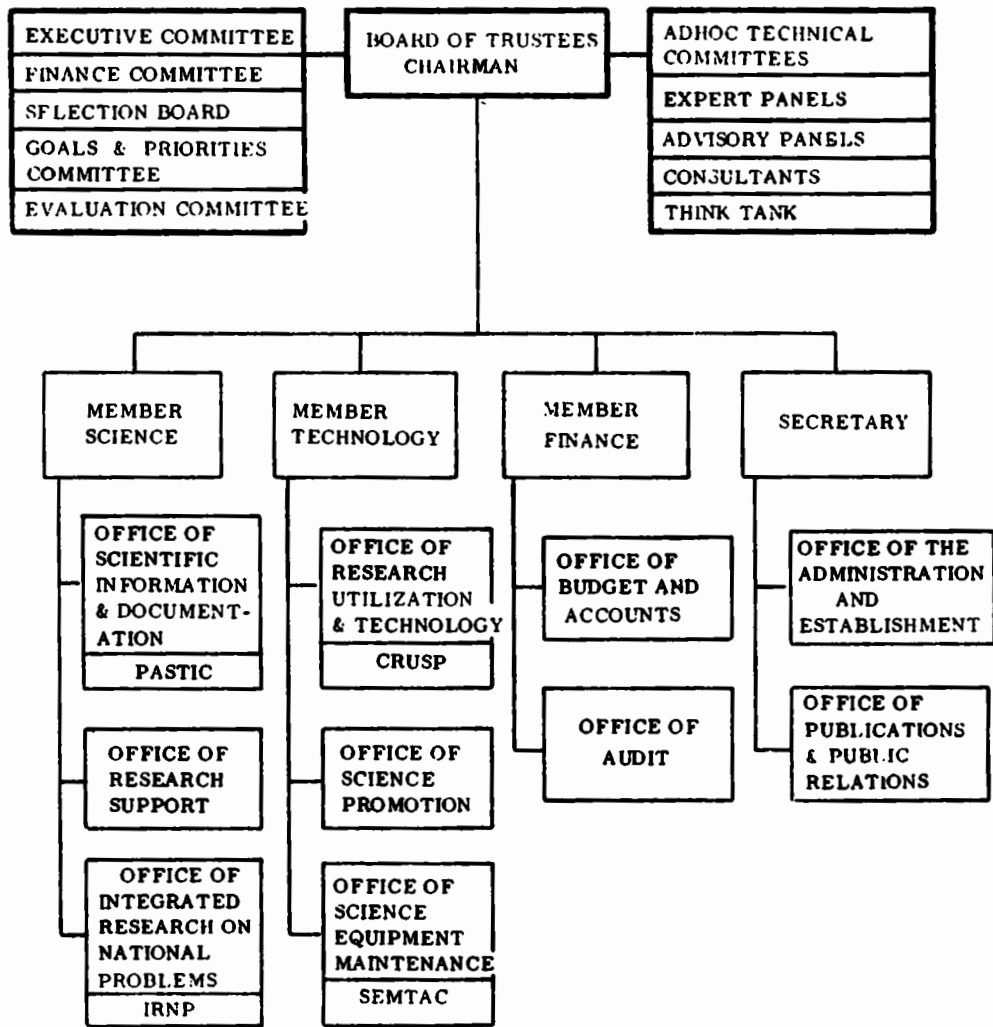 EXECUTIVE COMMITTEE
FINANCE COMMITTEE
SELECTION BOARD
GOALS & PRIORITIES
COMMITTEE
EVALUATION COMMITTEE
BOARD OF TRUSTEES
CHAIRMAN
ADHOC TECHNICAL
COMMITTEES
EXPERT PANELS
ADVISORY PANELS
CONSULTANTS
THINK TANK
MEMBER
SCIENCE
MEMBER
TECHNOLOGY
MEMBER
FINANCE
SECRETARY
OFFICE OF
SCIENTIFIC
INFORMATION
& DOCUMENT-
ATION
PASTIC
OFFICE OF
RESEARCH
SUPPORT
OFFICE OF
INTEGRATED
RESEARCH ON
NATIONAL
PROBLEMS
IRNP
OFFICE OF
RESEARCH
UTILIZATION
& TECHNOLOGY
CRUSP
OFFICE OF
SCIENCE
PROMOTION
OFFICE OF
SCIENCE
EQUIPMENT
MAINTENANCE
SEMTAC
OFFICE OF
BUDGET AND
ACCOUNTS
OFFICE OF
AUDIT
OFFICE OF THE
ADMINISTRATION
AND
ESTABLISHMENT
OFFICE OF
PUBLICATIONS
& PUBLIC
RELATIONS